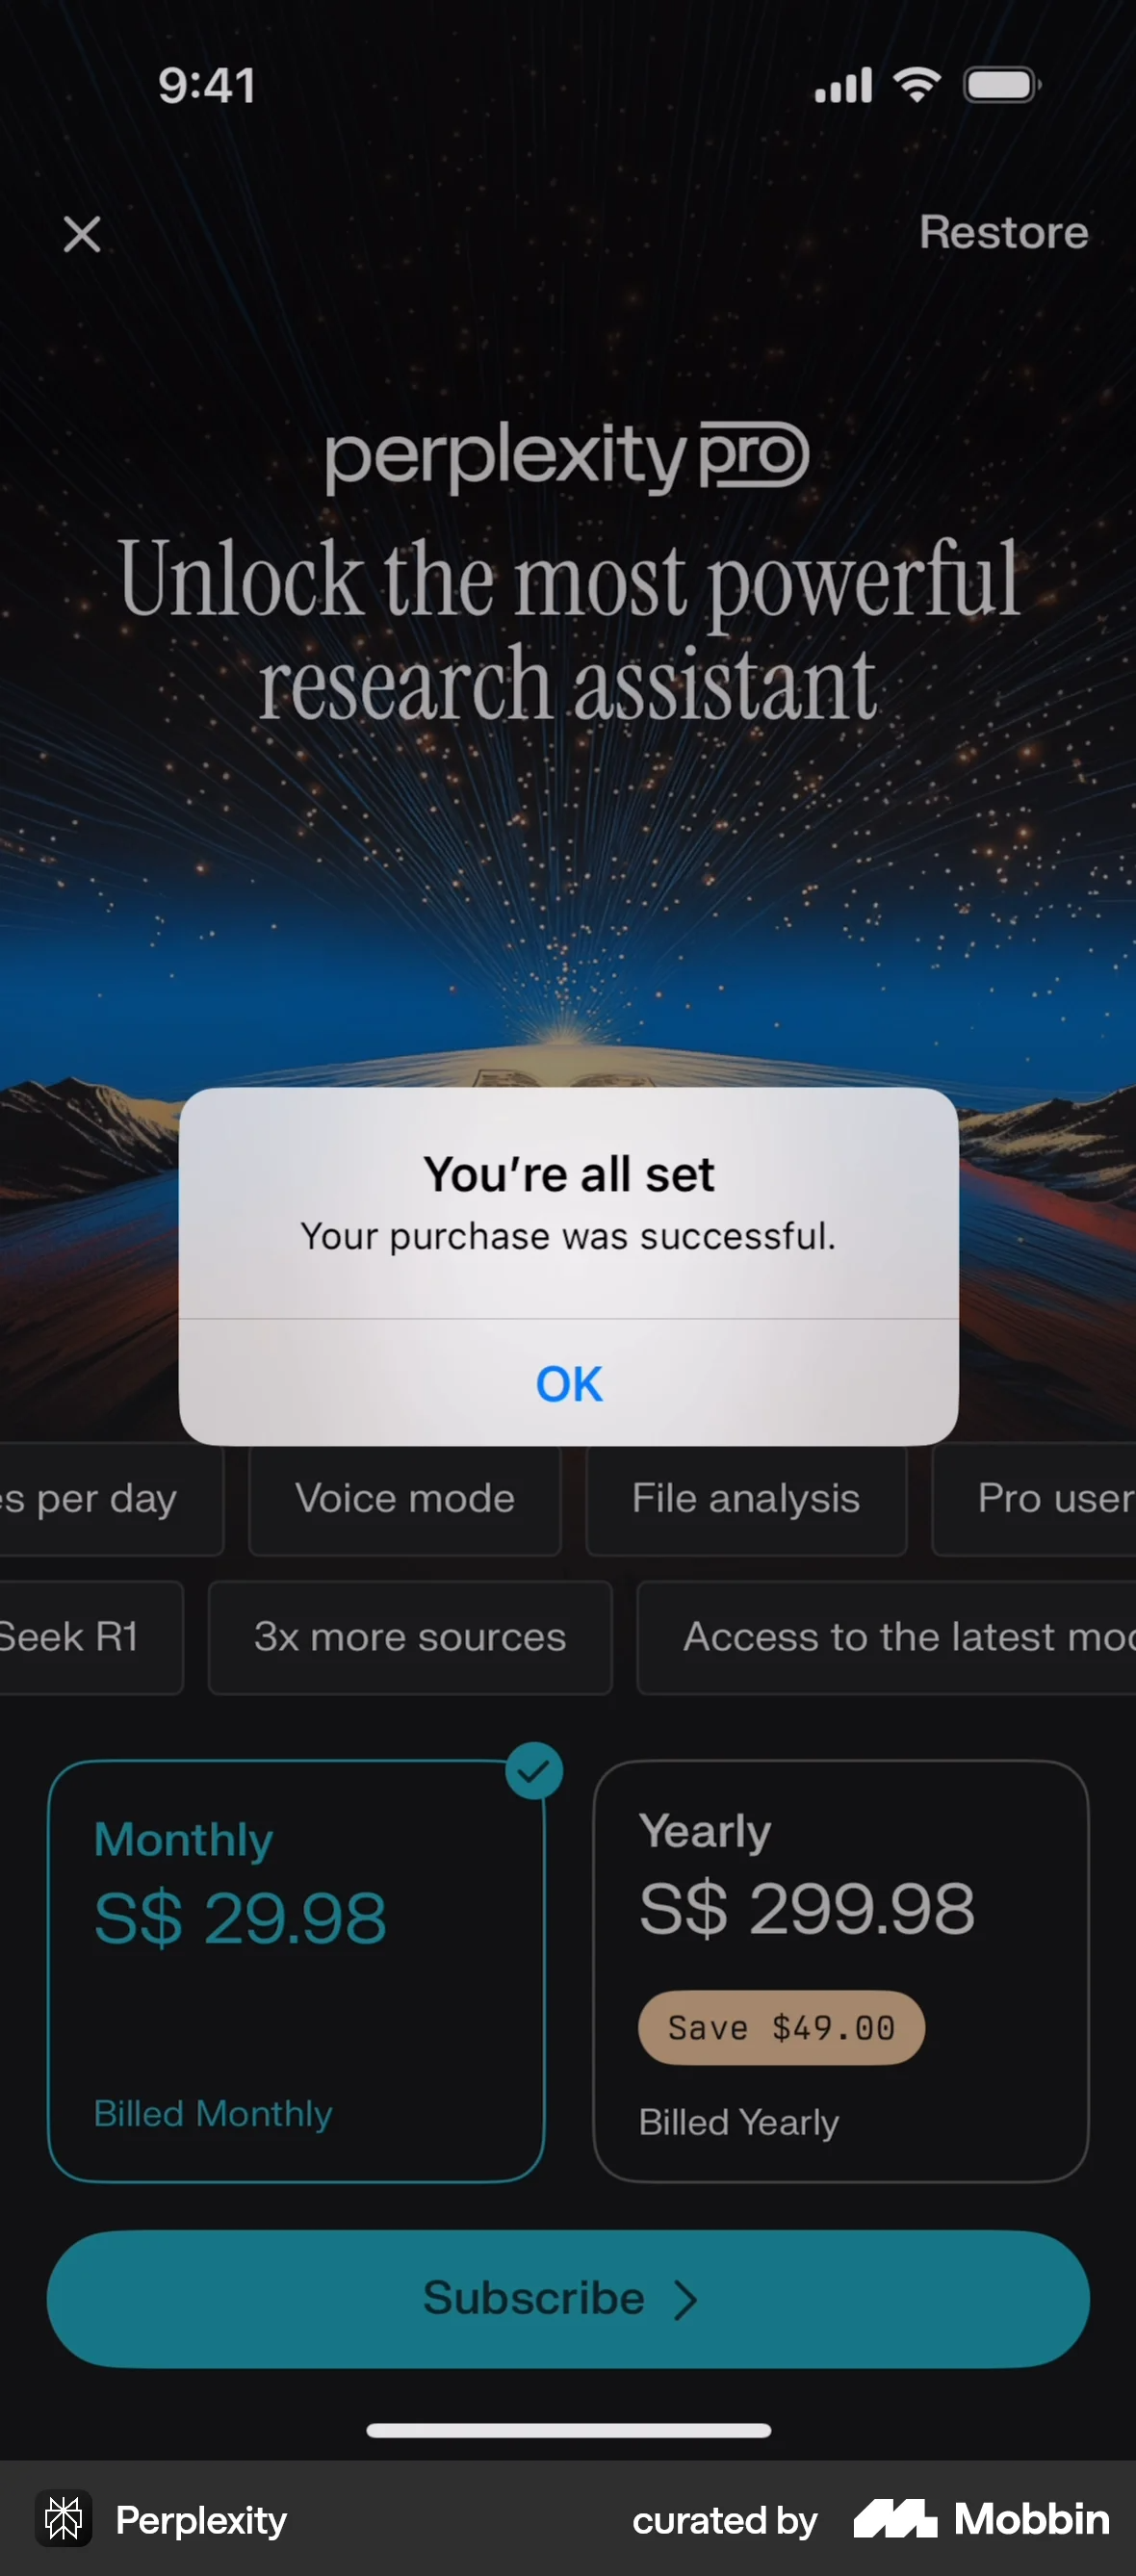 9:41
Restore
perplexity pro
Unlock the most powerful
research assistant
You’re all set
Your purchase was successful.
OK
per day
Voice mode
File analysis
Pro user
Seek R1
3x more sources
Access to the latest
Monthly
S$ 29.98
Billed Monthly
Yearly
S$ 299.98
Save $49.00
Billed Yearly
Subscribe
Perplexity
curated by
Mobbin